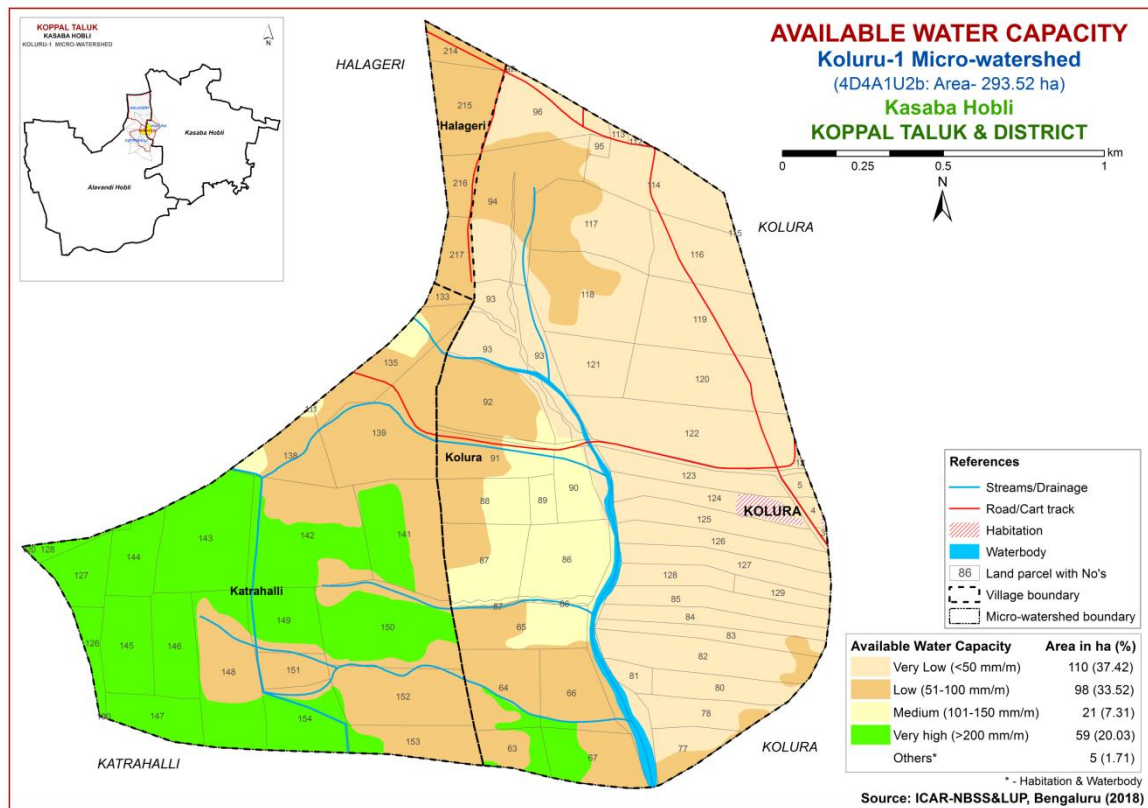 KOPPAL TALUK
KASABA HOBLI
KOLURU-1 MICRO-WATERSHED
N
HALAGERI
Kasaba Hobli
Alavandi Hobli
AVAILABLE WATER CAPACITY
Koluru-1 Micro-watershed
(4D4A1U2b: Area- 293.52 ha)
Kasaba Hobli
KOPPAL TALUK & DISTRICT
km
0 0.25 0.5 1
N
HALAGERI
KOLURA
214
215
Halageri
96
113
112
95
114
216
94
117
115
116
217
133
93
118
119
93
93
121
120
135
92
122
139
138
Kolura
91
123
5
124
KOLURA
4
125
126
127
128
129
88
89
90
87
86
143
142
141
144
128
127
Katrahalli
149
150
87
86
65
85
84
83
82
81
80
78
77
126
145
146
148
151
152
64
66
147
154
153
63
67
KATRAHALLI
KOLURA
References
Streams/Drainage
Road/Cart track
Habitation
Waterbody
86 Land parcel with No's
Village boundary
Micro-watershed boundary
Available Water Capacity Area in ha (%)
Very Low (<50 mm/m) 110 (37.42)
Low (51-100 mm/m) 98 (33.52)
Medium (101-150 mm/m) 21 (7.31)
Very high (>200 mm/m) 59 (20.03)
Others* 5 (1.71)
* - Habitation & Waterbody
Source: ICAR-NBSS&LUP, Bengaluru (2018)